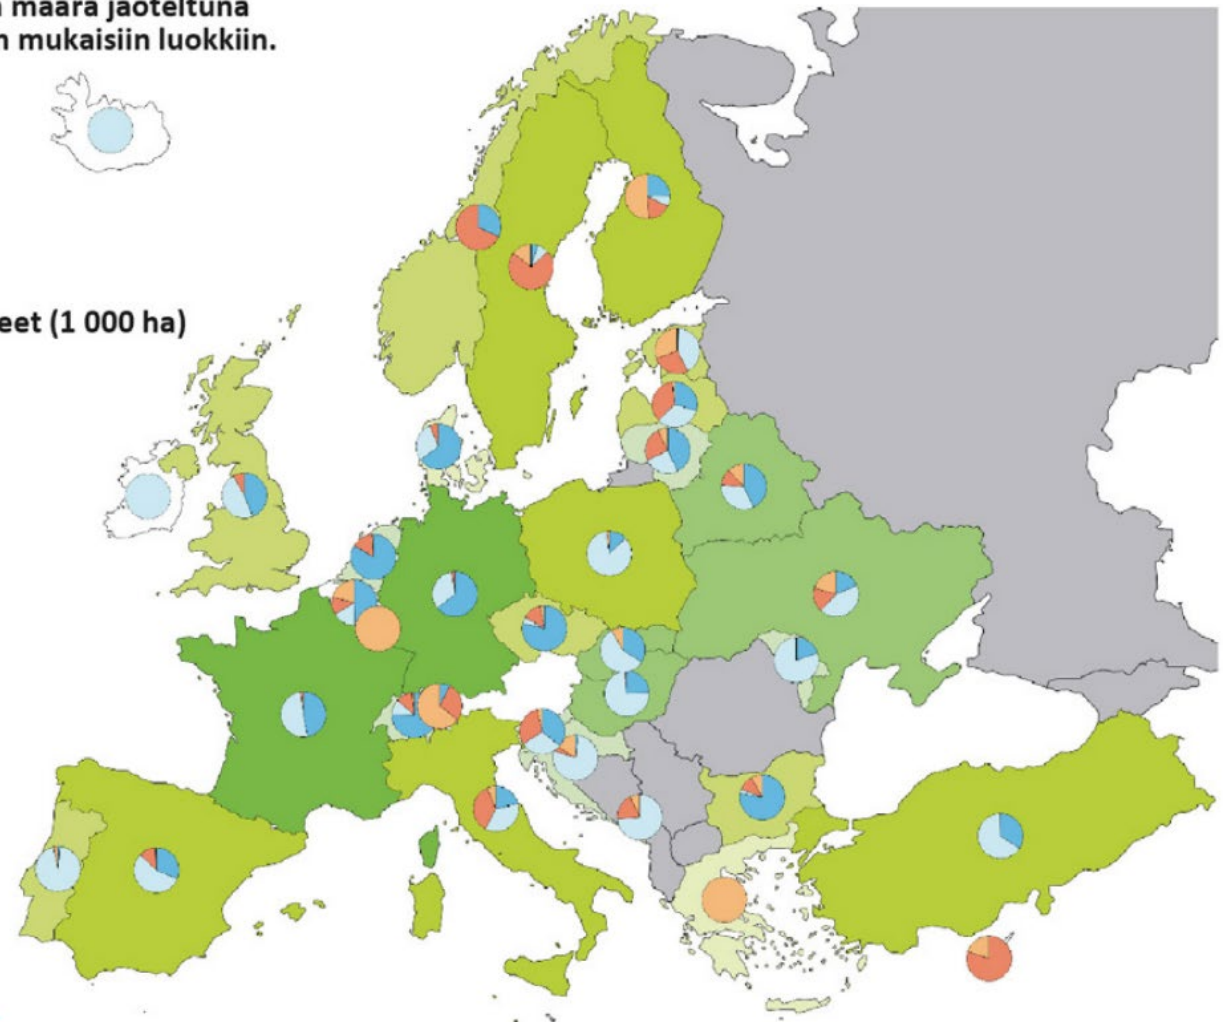 määrä jaoteltuna
mukaisiin luokkiin.
eet (1 000 ha)